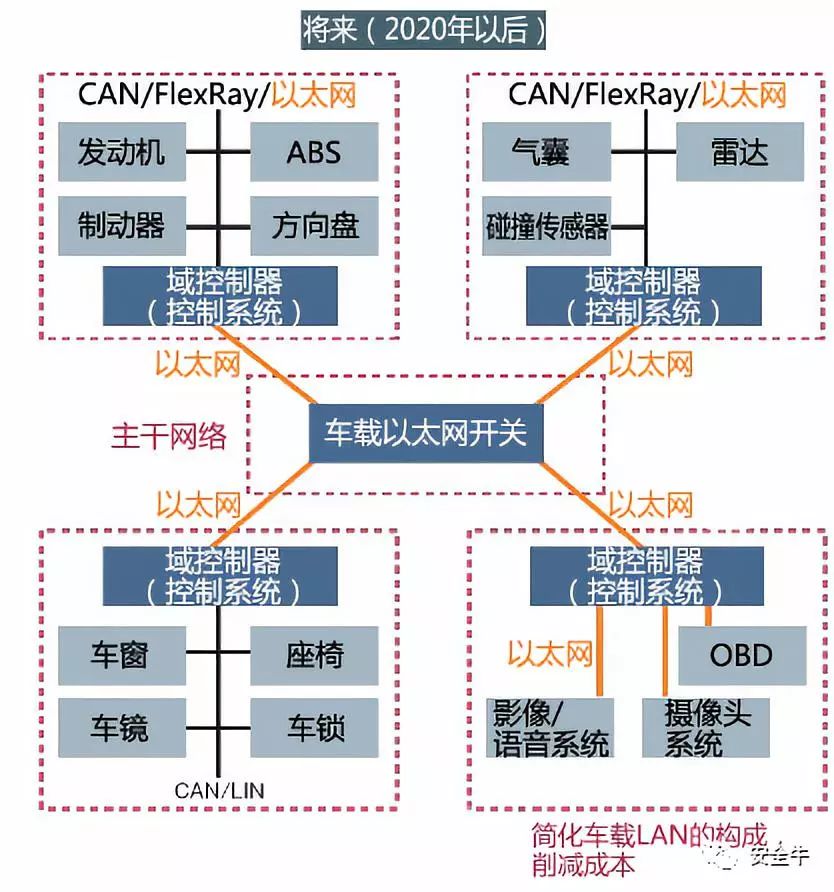 将来（2020年以后）
CAN/FlexRay/以太网
发动机
ABS
制动器
方向盘
域控制器
（控制系统）
CAN/FlexRay/以太网
气囊
雷达
碰撞传感器
域控制器
（控制系统）
以太网
以太网
主干网络
车载以太网开关
以太网
以太网
域控制器
（控制系统）
车窗
座椅
车镜
车锁
CAN/LIN
域控制器
（控制系统）
以太网
OBD
影像/
语音系统
摄像头
系统
简化车载LAN的构成
削减成本
安全牛